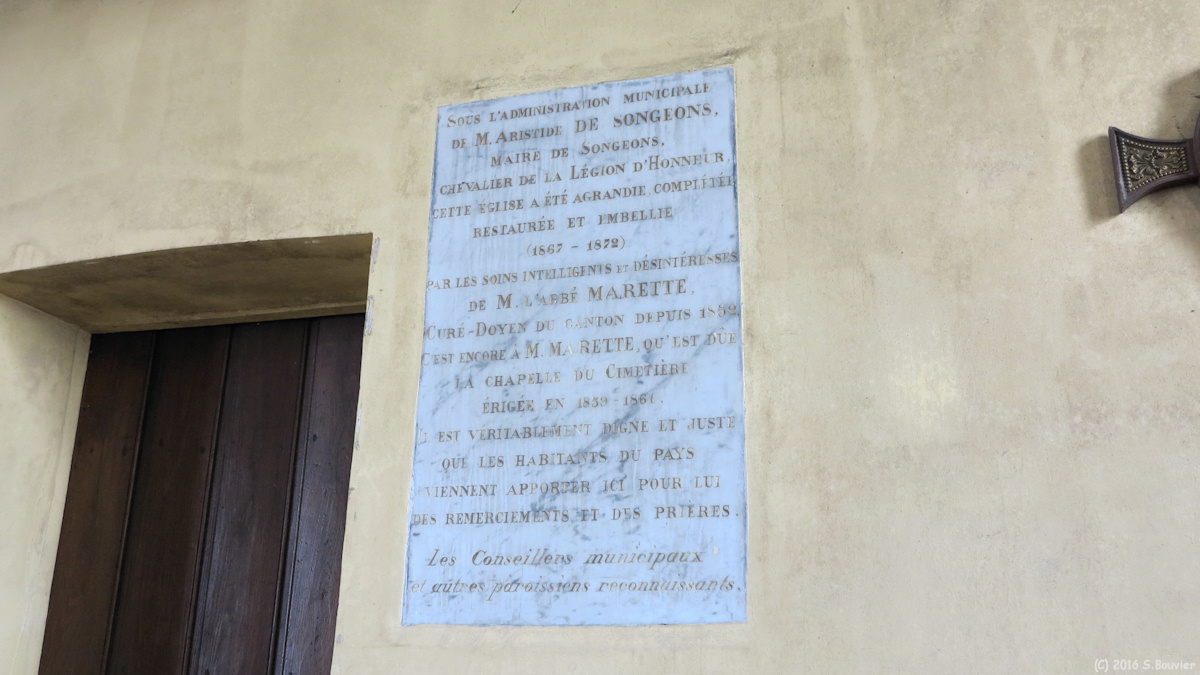 SOUS L'ADMINISTRATION MUNICIPALE
DE M. ARISTIDE DE SONGEONS,
MAIRE DE SONGEONS,
CHEVALIER DE LA LÉGION D'HONNEUR,
CETTE ÉGLISE A ÉTÉ AGRANDIE, COMPLÉTÉE
RESTAURÉE ET EMBELLIE
(1867 – 1872)
PAR LES SOINS INTELLIGENTS ET DÉSINTÉRESSÉS
DE M. L'ABBÉ MARETTE,
CURÉ-DOYEN DU CANTON DEPUIS
C'EST ENCORE À M. MARETTE, QU'EST DUE
LA CHAPELLE DU CIMETIÈRE
ÉRIGÉE EN 1859 - 1861.
IL EST VÉRITABLEMENT DIGNE ET JUSTE
QUE LES HABITANTS DU PAYS
VIENNENT APPORTER ICI POUR LUI
DES REMERCIEMENTS ET DES PRIÈRES.
Les Conseillers municipaux
et autres paroissiens reconnaissants.
(C) 2016 S.Bouvier